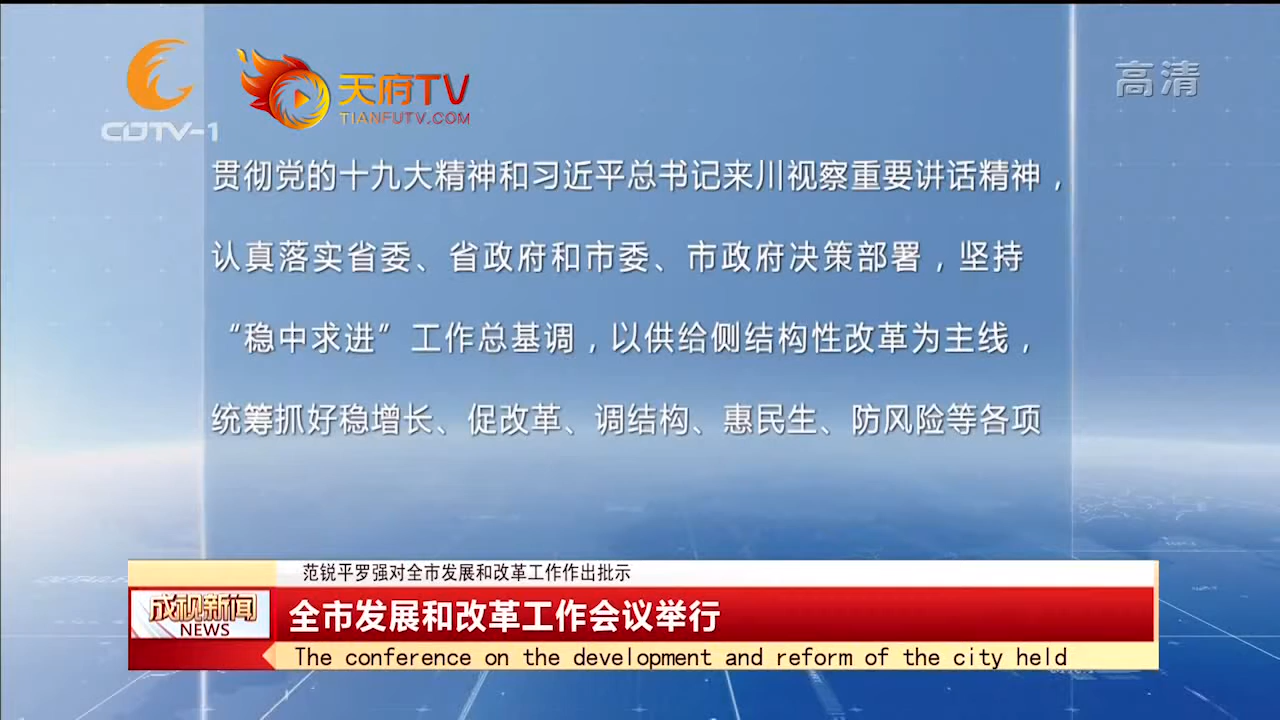 天府TV
高清
TIANFUTV.COM
CDTV-1
贯彻党的十九大精神和习近平总书记来川视察重要讲话精神，
认真落实省委、省政府和市委、市政府决策部署，坚持
“稳中求进”工作总基调，以供给侧结构性改革为主线，
统筹抓好稳增长、促改革、调结构、惠民生、防风险等各项
范锐平罗强对全市发展和改革工作作出批示
成视新闻
NEWS
全市发展和改革工作会议举行
The conference on the development and reform of the city held